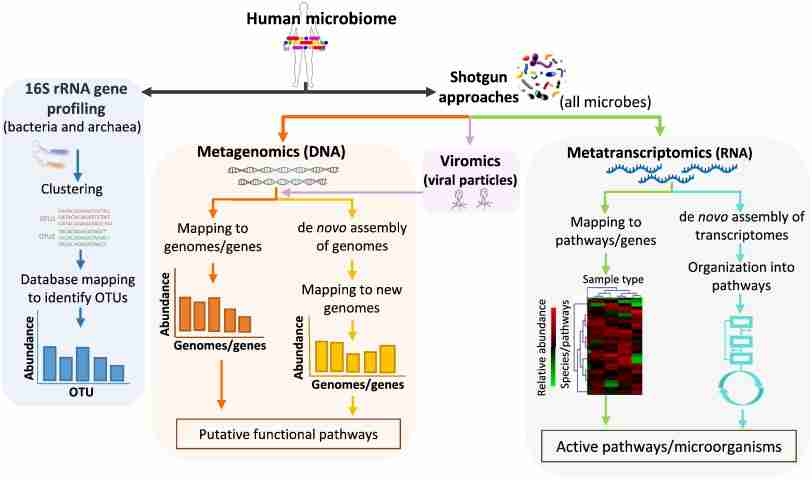 Human microbiome
16S rRNA gene
profiling
(bacteria and archaea)
Clustering
OTU1
OTU2
Database mapping
to identify OTUs
Abundance
OTU
Shotgun
approaches
(all microbes)
Metagenomics (DNA)
Mapping to
genomes/genes
Abundance
Genomes/genes
de novo assembly
of genomes
Mapping to new
genomes
Abundance
Genomes/genes
Putative functional pathways
Viromics
(viral particles)
Metatranscriptomics (RNA)
Mapping to
pathways/genes
Sample type
Relative abundance
Species/pathways
de novo assembly of
transcriptomes
Organization into
pathways
Active pathways/microorganisms